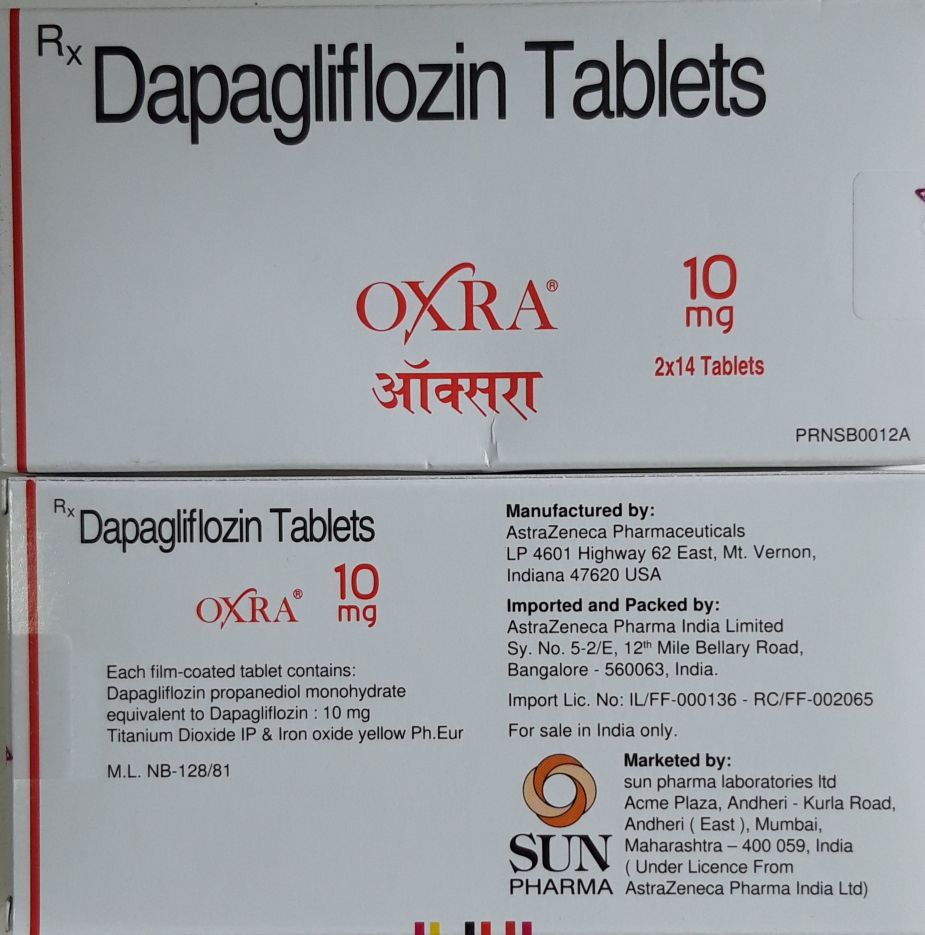 Rx Dapagliflozin Tablets
OXRA® 10 mg
ऑक्सरा 2x14 Tablets
PRNSB0012A
Rx Dapagliflozin Tablets
OXRA® 10 mg
Each film-coated tablet contains:
Dapagliflozin propanediol monohydrate
equivalent to Dapagliflozin : 10 mg
Titanium Dioxide IP & Iron oxide yellow Ph.Eur
M.L. NB-128/81
Manufactured by:
AstraZeneca Pharmaceuticals
LP 4601 Highway 62 East, Mt. Vernon,
Indiana 47620 USA
Imported and Packed by:
AstraZeneca Pharma India Limited
Sy. No. 5-2/E, 12th Mile Bellary Road,
Bangalore - 560063, India.
Import Lic. No: IL/FF-000136 - RC/FF-002065
For sale in India only.
SUN
PHARMA
Marketed by:
sun pharma laboratories ltd
Acme Plaza, Andheri - Kurla Road,
Andheri ( East ), Mumbai,
Maharashtra – 400 059, India
( Under Licence From
AstraZeneca Pharma India Ltd)